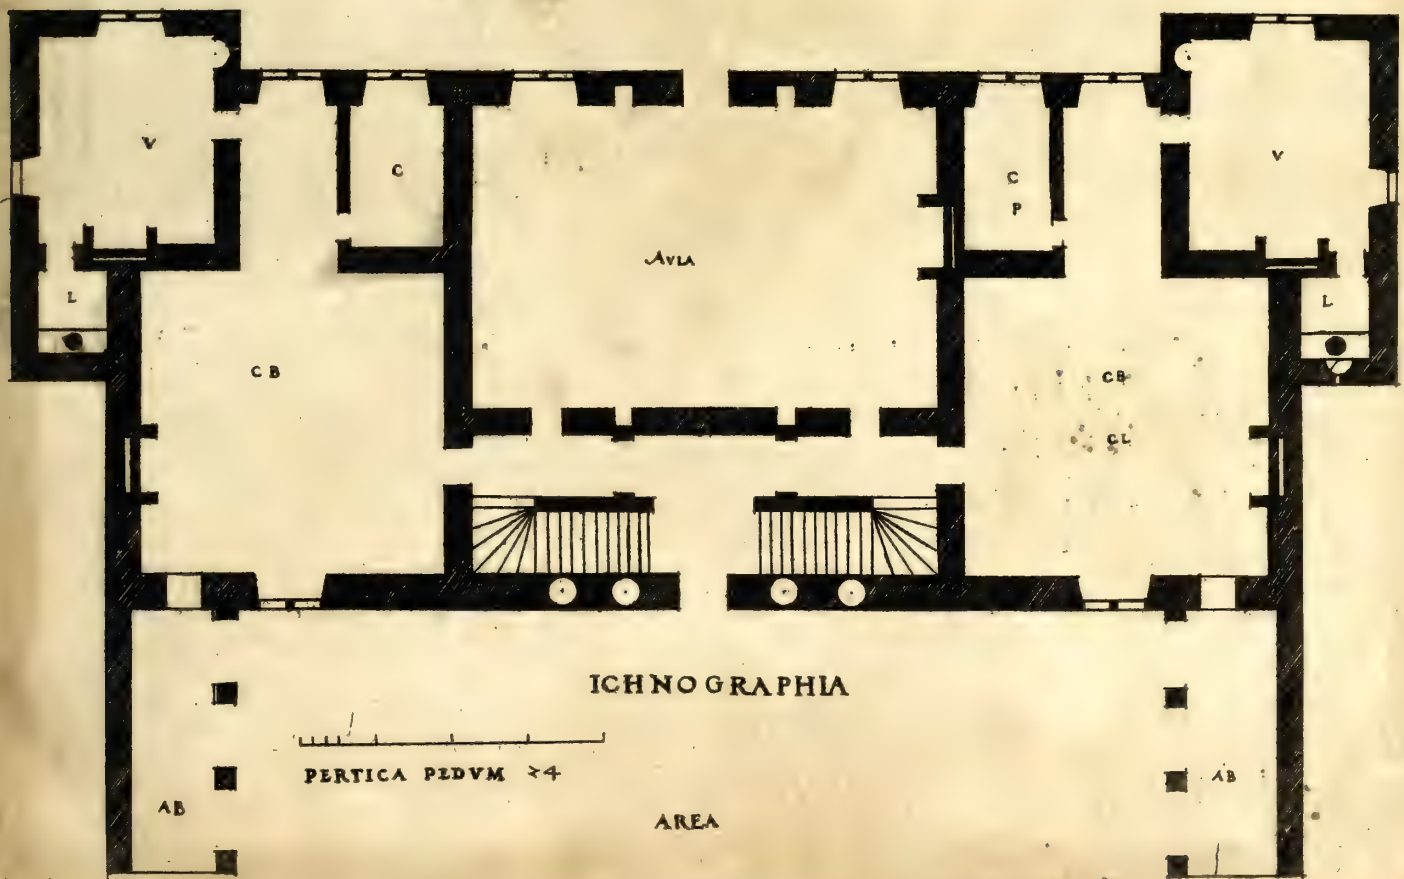 V
V
C
C
P
AVLA
L
L
CB
CB
CL
ICHNOGRAPHIA
PERTICA PEDVM 24
AB
AB
AREA